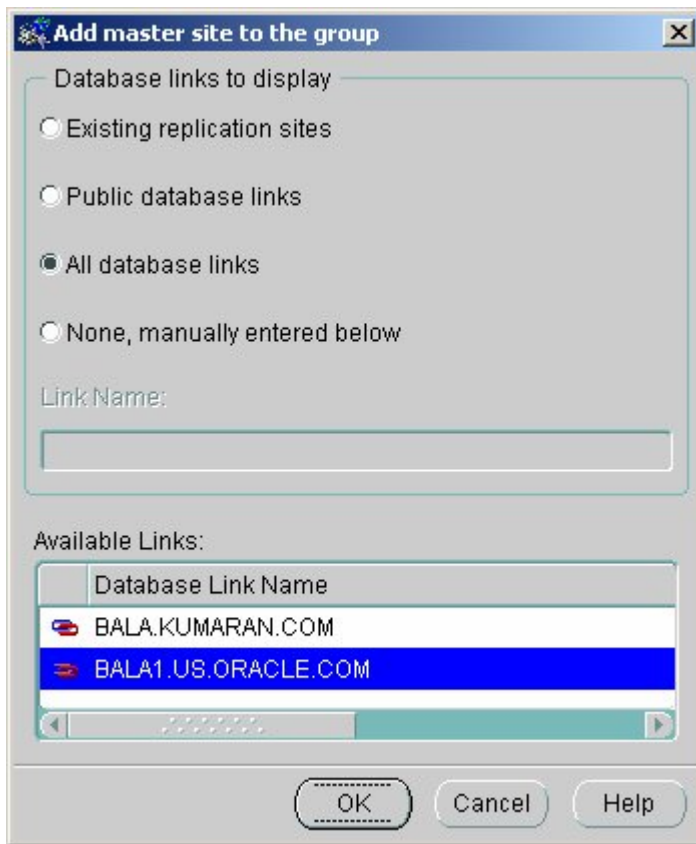 Add master site to the group
Database links to display
Existing replication sites
Public database links
All database links
None, manually entered below
Link Name:
Available Links:
Database Link Name
BALA.KUMARAN.COM
BALA1.US.ORACLE.COM
OK Cancel Help